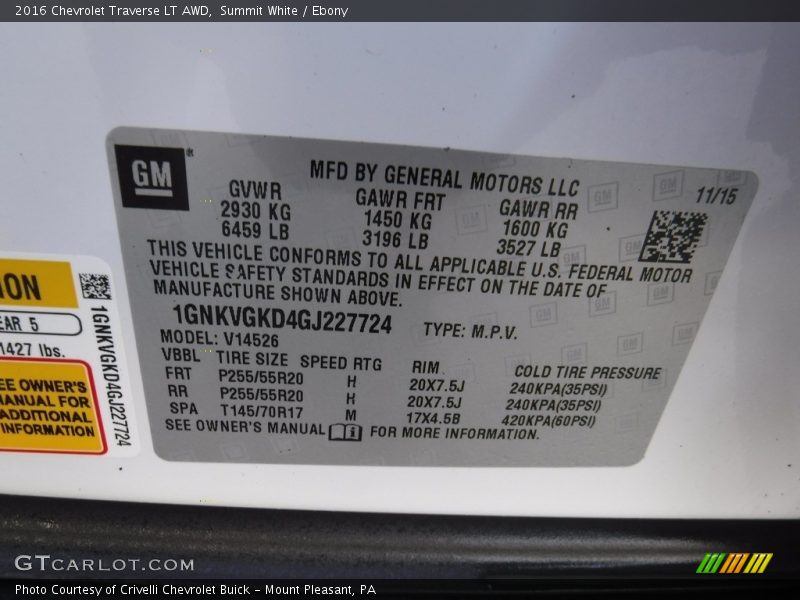 2016 Chevrolet Traverse LT AWD, Summit White / Ebony
GM
MFD BY GENERAL MOTORS LLC
11/15
GVWR GAWR FRT GAWR RR
2930 KG 1450 KG 1600 KG
6459 LB 3196 LB 3527 LB
THIS VEHICLE CONFORMS TO ALL APPLICABLE U.S. FEDERAL MOTOR
VEHICLE SAFETY STANDARDS IN EFFECT ON THE DATE OF
MANUFACTURE SHOWN ABOVE.
1GNKVGKD4GJ227724 TYPE: M.P.V.
MODEL: V14526
VBBL TIRE SIZE SPEED RTG RIM COLD TIRE PRESSURE
FRT P255/55R20 H 20X7.5J 240KPA(35PSI)
RR P255/55R20 H 20X7.5J 240KPA(35PSI)
SPA T145/70R17 M 17X4.5B 420KPA(60PSI)
SEE OWNER'S MANUAL FOR MORE INFORMATION.
ION
EAR 5
1427 lbs.
EE OWNER'S
MANUAL FOR
ADDITIONAL
INFORMATION
1GNKVGKD4GJ227724
GTCARLOT.COM
Photo Courtesy of Crivelli Chevrolet Buick - Mount Pleasant, PA